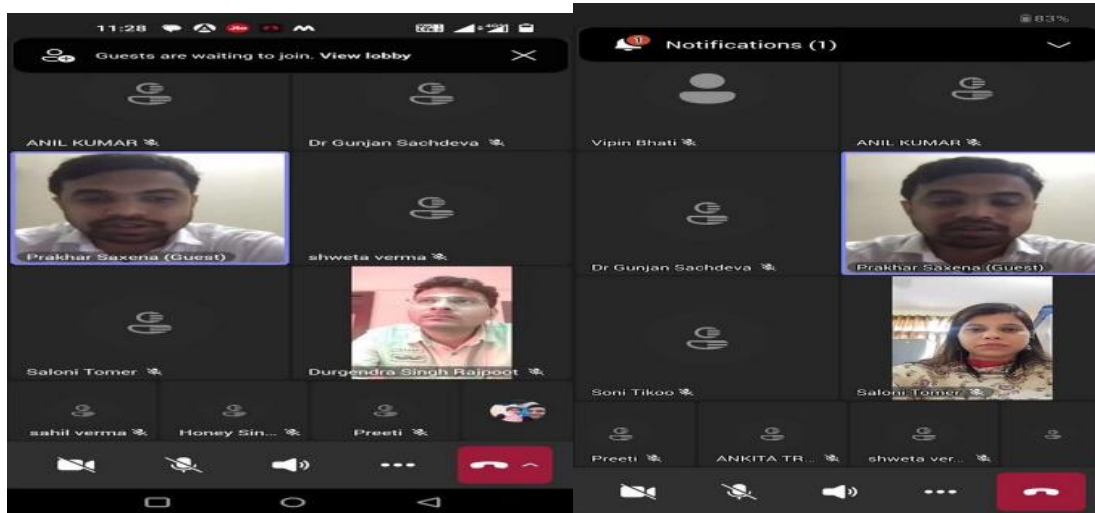 11:28
Guests are waiting to join. View lobby
ANIL KUMAR
Dr Gunjan Sachdeva
Prakhar Saxena (Guest)
shweta verma
Saloni Tomer
Durgendra Singh Rajpoot
sahil verma
Honey Sin...
Preeti
83%
Notifications (1)
Vipin Bhati
ANIL KUMAR
Dr Gunjan Sachdeva
Prakhar Saxena (Guest)
Soni Tikoo
Saloni Tomer
Preeti
ANKITA TR...
shweta ver...